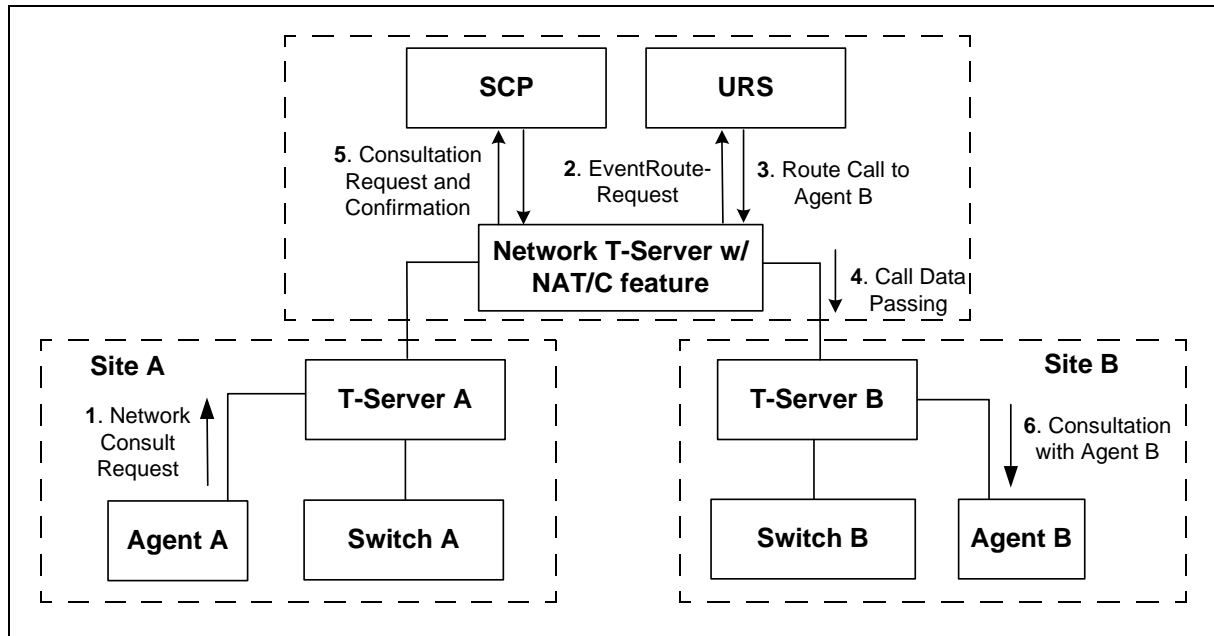 SCP
URS
5. Consultation
Request and
Confirmation
2. EventRoute-
Request
3. Route Call to
Agent B
Network T-Server w/
NAT/C feature
4. Call Data
Passing
Site A
T-Server A
1. Network
Consult
Request
Agent A
Switch A
Site B
T-Server B
6. Consultation
with Agent B
Switch B
Agent B